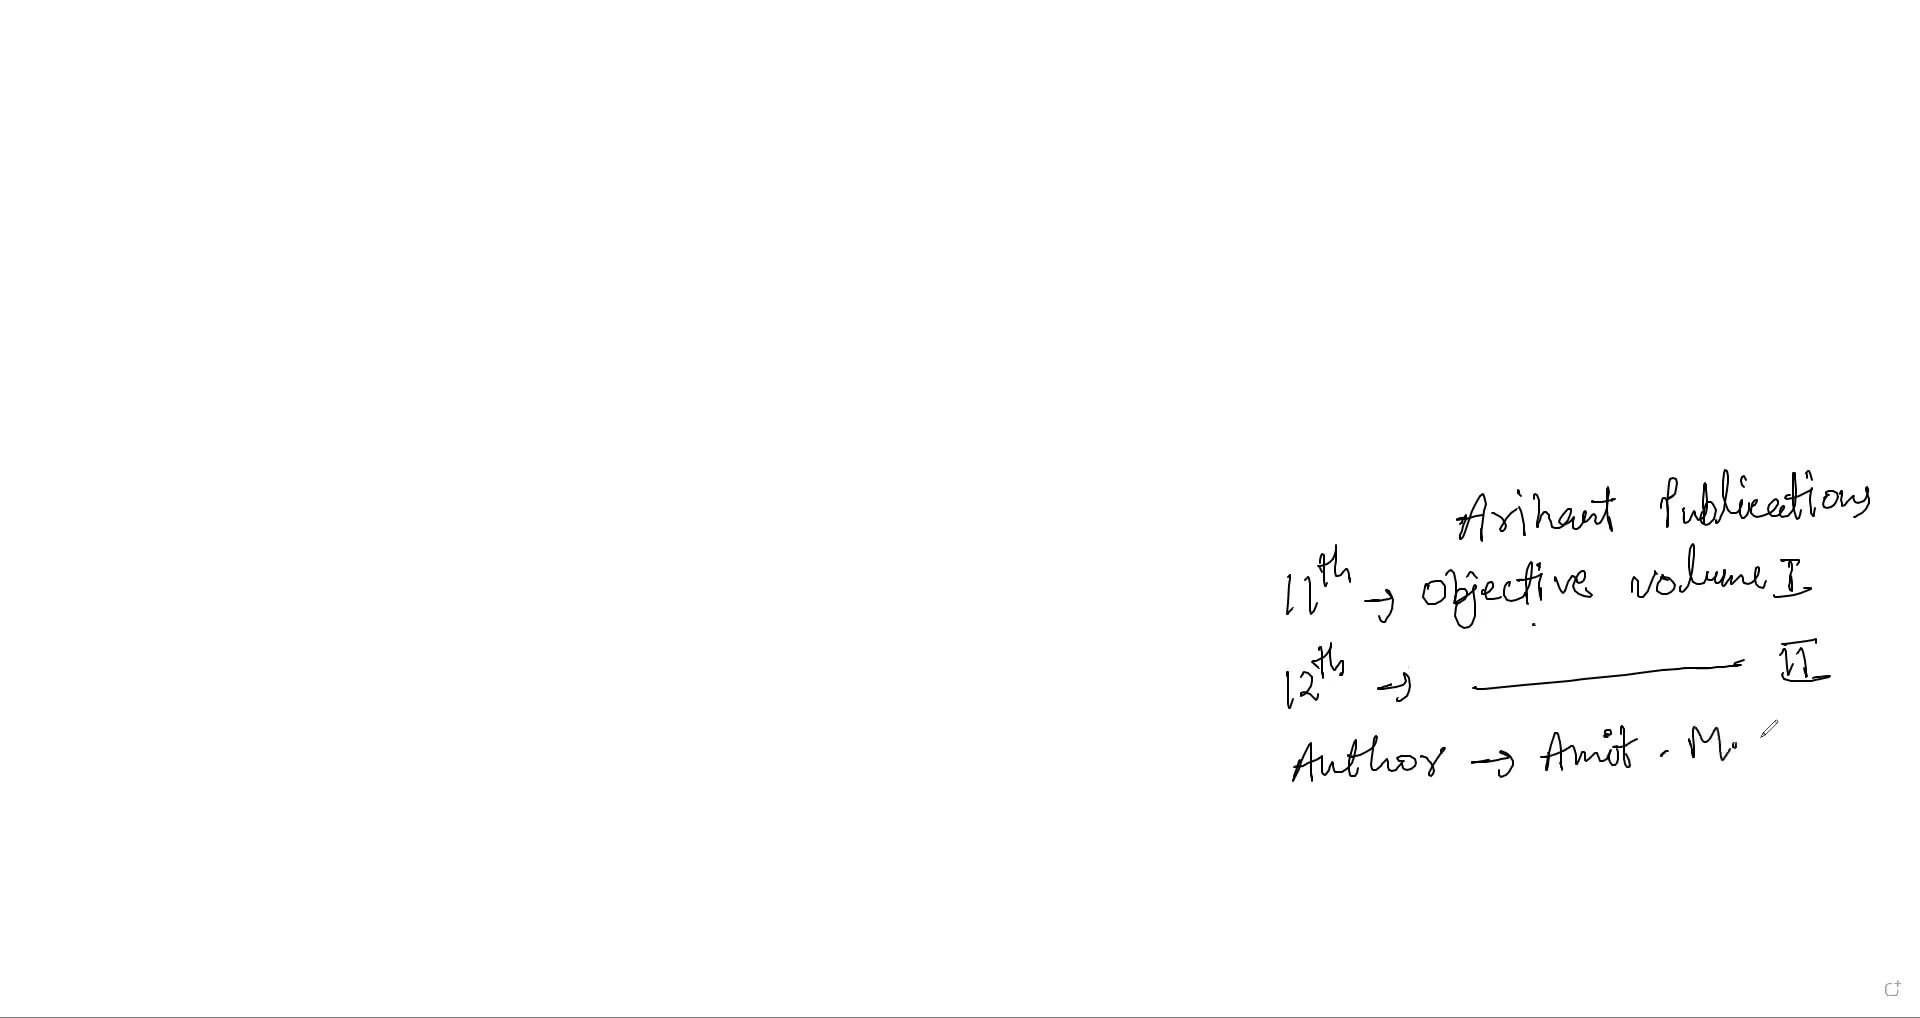 Arihant Publications
11th → Objective volume I
12th → ——— II
Author → Amit . M.